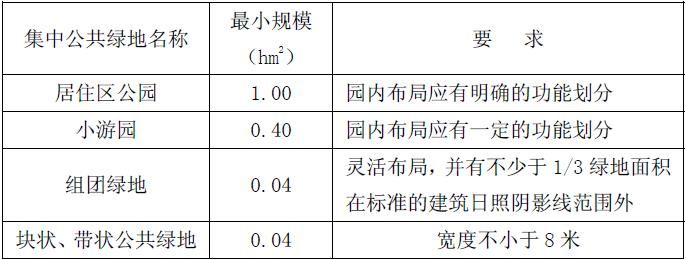 集中公共绿地名称 最小规模（hm²） 要 求
居住区公园 1.00 园内布局应有明确的功能划分
小游园 0.40 园内布局应有一定的功能划分
组团绿地 0.04 灵活布局，并有不少于 1/3 绿地面积
在标准的建筑日照阴影线范围外
块状、带状公共绿地 0.04 宽度不小于 8 米